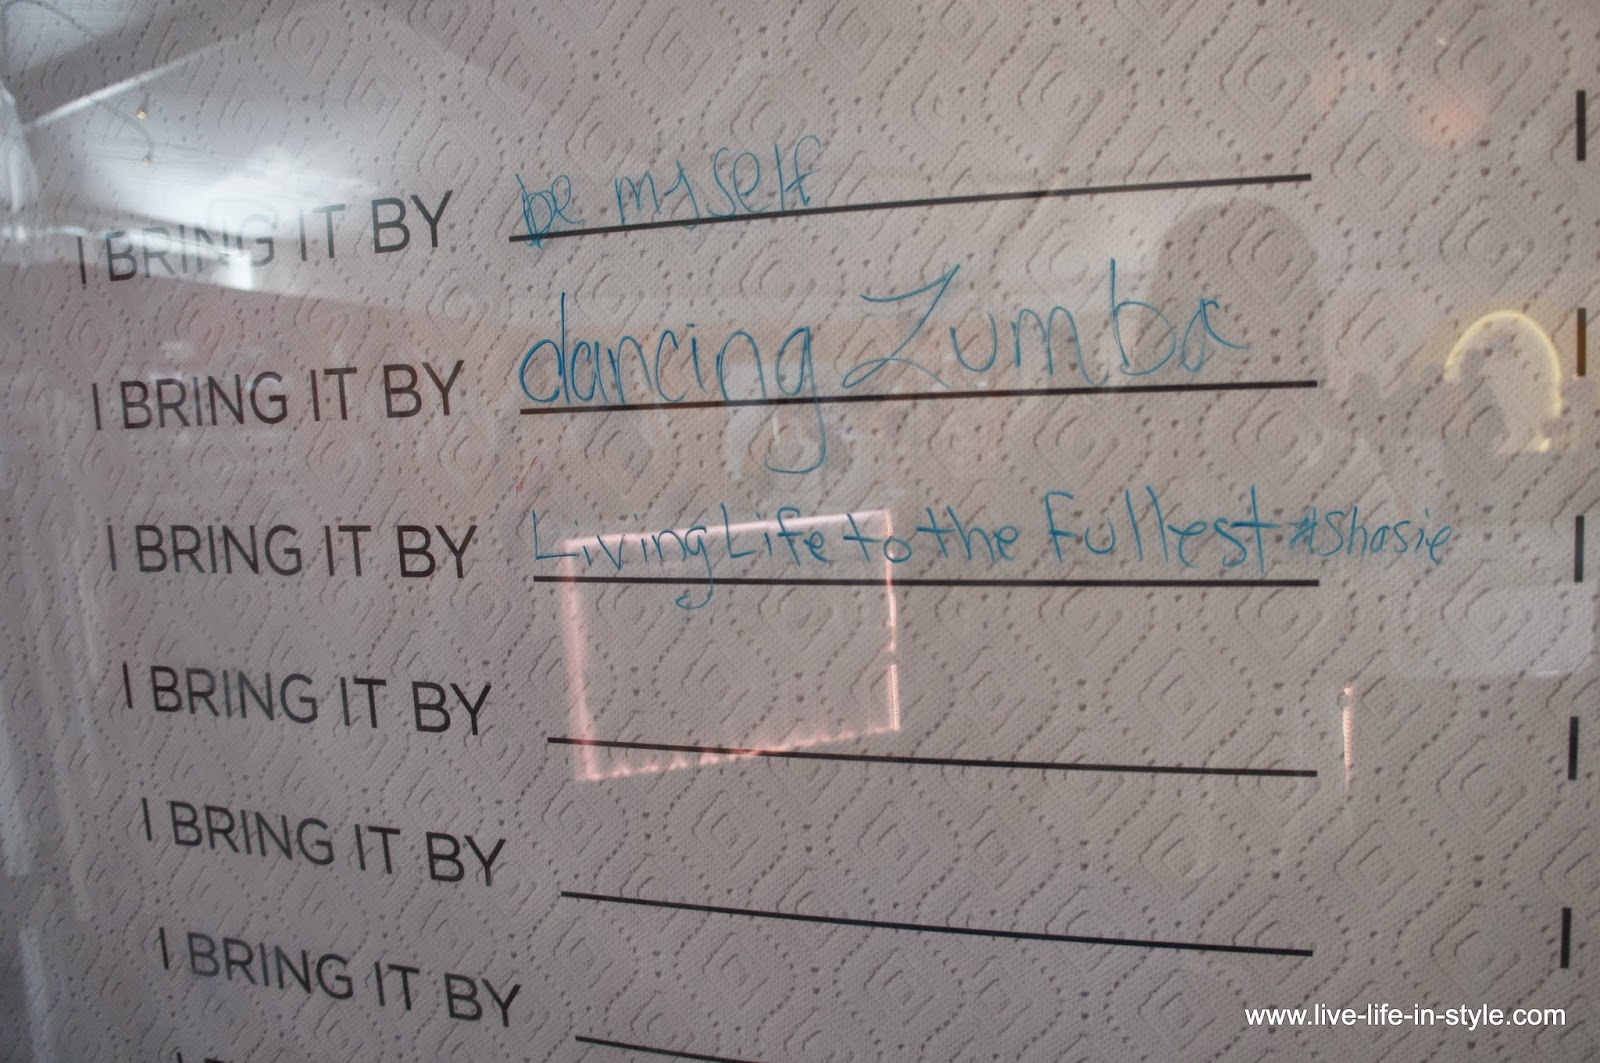 I BRING IT BY be myself
I BRING IT BY dancing Zumba
I BRING IT BY Living Life to the Fullest #Shasie
I BRING IT BY
I BRING IT BY
I BRING IT BY
www.live-life-in-style.com